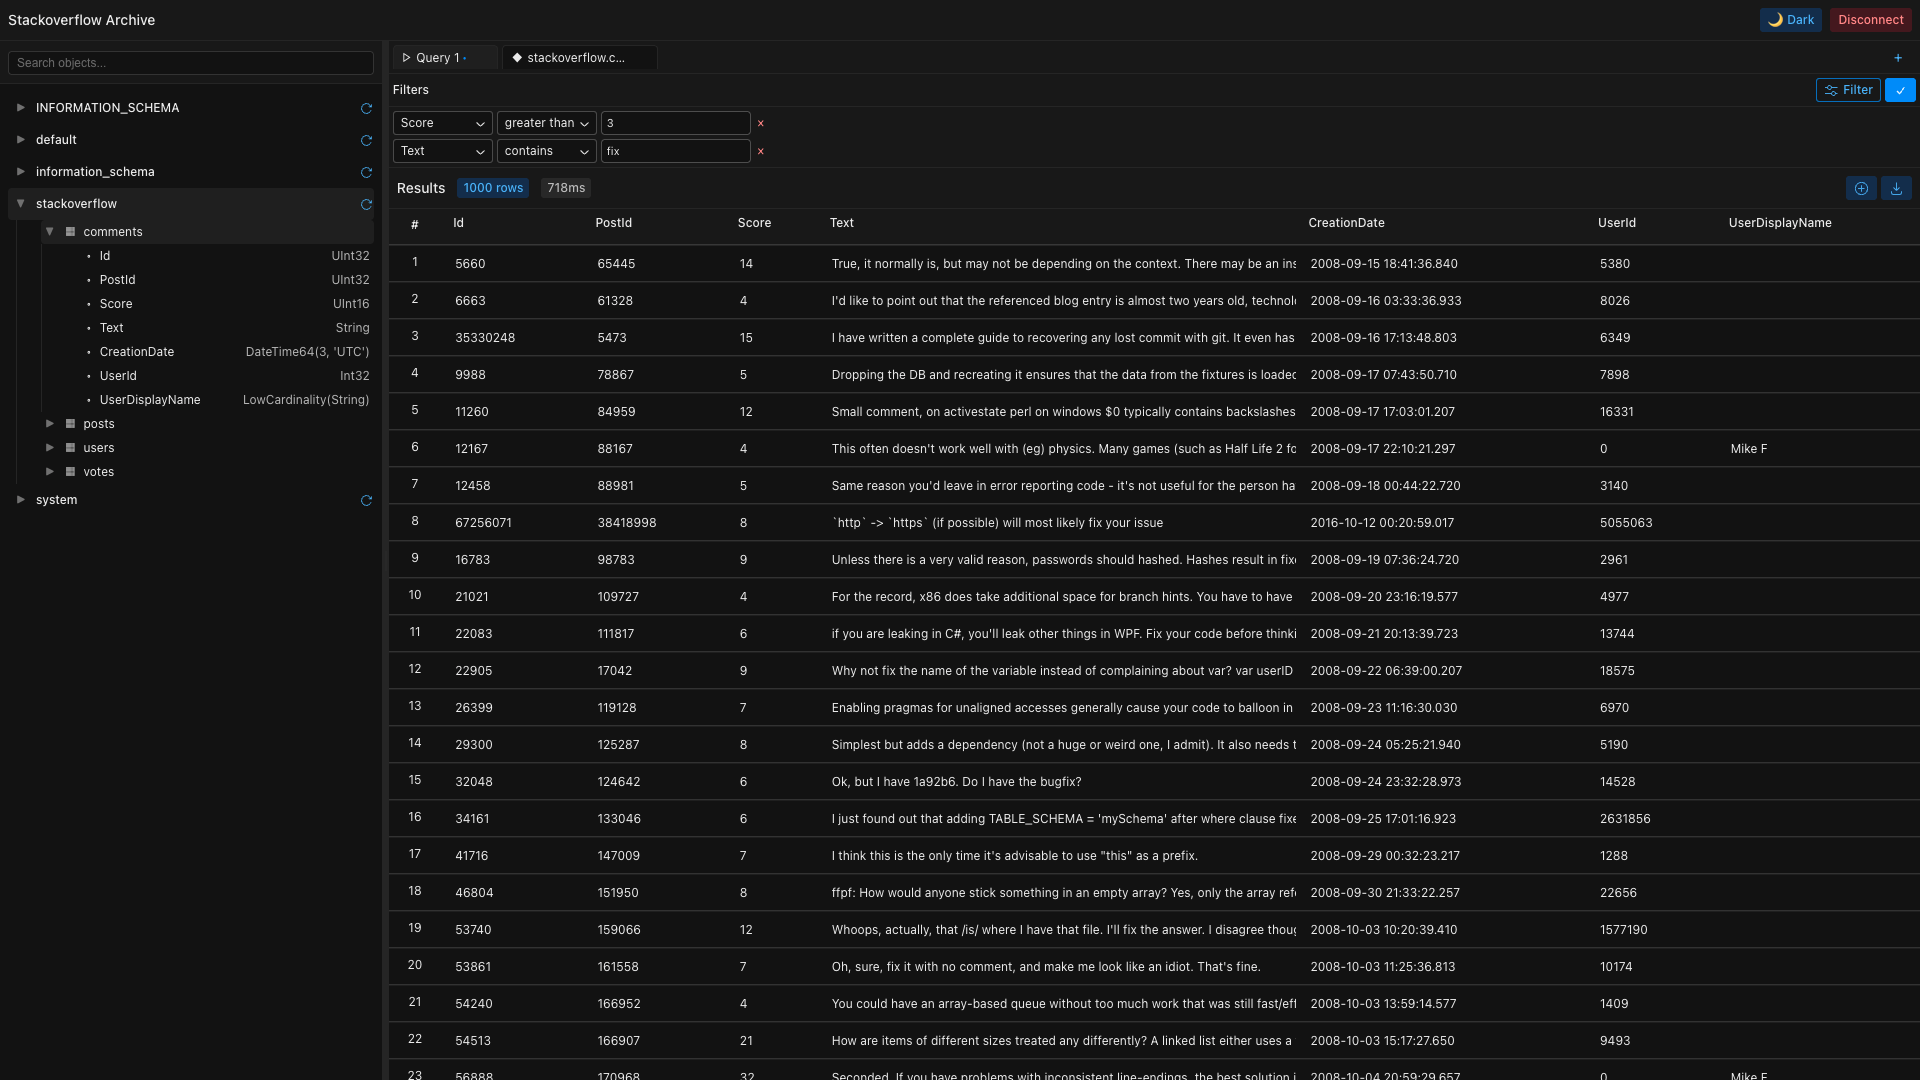 Stackoverflow Archive
🌙 Dark
Disconnect
Search objects...
INFORMATION_SCHEMA
default
information_schema
stackoverflow
comments
Id UInt32
PostId UInt32
Score UInt16
Text String
CreationDate DateTime64(3, 'UTC')
UserId Int32
UserDisplayName LowCardinality(String)
posts
users
votes
system
Query 1
stackoverflow.c...
+
Filters
Filter
Score greater than 3 ×
Text contains fix ×
Results 1000 rows 718ms
# Id PostId Score Text CreationDate UserId UserDisplayName
1 5660 65445 14 True, it normally is, but may not be depending on the context. There may be an ins 2008-09-15 18:41:36.840 5380
2 6663 61328 4 I'd like to point out that the referenced blog entry is almost two years old, technolo 2008-09-16 03:33:36.933 8026
3 35330248 5473 15 I have written a complete guide to recovering any lost commit with git. It even has 2008-09-16 17:13:48.803 6349
4 9988 78867 5 Dropping the DB and recreating it ensures that the data from the fixtures is loaded 2008-09-17 07:43:50.710 7898
5 11260 84959 12 Small comment, on activestate perl on windows $0 typically contains backslashes 2008-09-17 17:03:01.207 16331
6 12167 88167 4 This often doesn't work well with (eg) physics. Many games (such as Half Life 2 fo 2008-09-17 22:10:21.297 0 Mike F
7 12458 88981 5 Same reason you'd leave in error reporting code - it's not useful for the person ha 2008-09-18 00:44:22.720 3140
8 67256071 38418998 8 `http` -> `https` (if possible) will most likely fix your issue 2016-10-12 00:20:59.017 5055063
9 16783 98783 9 Unless there is a very valid reason, passwords should hashed. Hashes result in fixe 2008-09-19 07:36:24.720 2961
10 21021 109727 4 For the record, x86 does take additional space for branch hints. You have to have 2008-09-20 23:16:19.577 4977
11 22083 111817 6 if you are leaking in C#, you'll leak other things in WPF. Fix your code before thinki 2008-09-21 20:13:39.723 13744
12 22905 17042 9 Why not fix the name of the variable instead of complaining about var? var userID 2008-09-22 06:39:00.207 18575
13 26399 119128 7 Enabling pragmas for unaligned accesses generally cause your code to balloon in 2008-09-23 11:16:30.030 6970
14 29300 125287 8 Simplest but adds a dependency (not a huge or weird one, I admit). It also needs t 2008-09-24 05:25:21.940 5190
15 32048 124642 6 Ok, but I have 1a92b6. Do I have the bugfix? 2008-09-24 23:32:28.973 14528
16 34161 133046 6 I just found out that adding TABLE_SCHEMA = 'mySchema' after where clause fixe 2008-09-25 17:01:16.923 2631856
17 41716 147009 7 I think this is the only time it's advisable to use "this" as a prefix. 2008-09-29 00:32:23.217 1288
18 46804 151950 8 ffpf: How would anyone stick something in an empty array? Yes, only the array refe 2008-09-30 21:33:22.257 22656
19 53740 159066 12 Whoops, actually, that /is/ where I have that file. I'll fix the answer. I disagree thoug 2008-10-03 10:20:39.410 1577190
20 53861 161558 7 Oh, sure, fix it with no comment, and make me look like an idiot. That's fine. 2008-10-03 11:25:36.813 10174
21 54240 166952 4 You could have an array-based queue without too much work that was still fast/eff 2008-10-03 13:59:14.577 1409
22 54513 166907 21 How are items of different sizes treated any differently? A linked list either uses a 2008-10-03 15:17:27.650 9493
23 56888 170968 32 Seconded. If you have problems with inconsistent line-endings, the best solution i 2008-10-04 20:59:29.657 0 Mike F